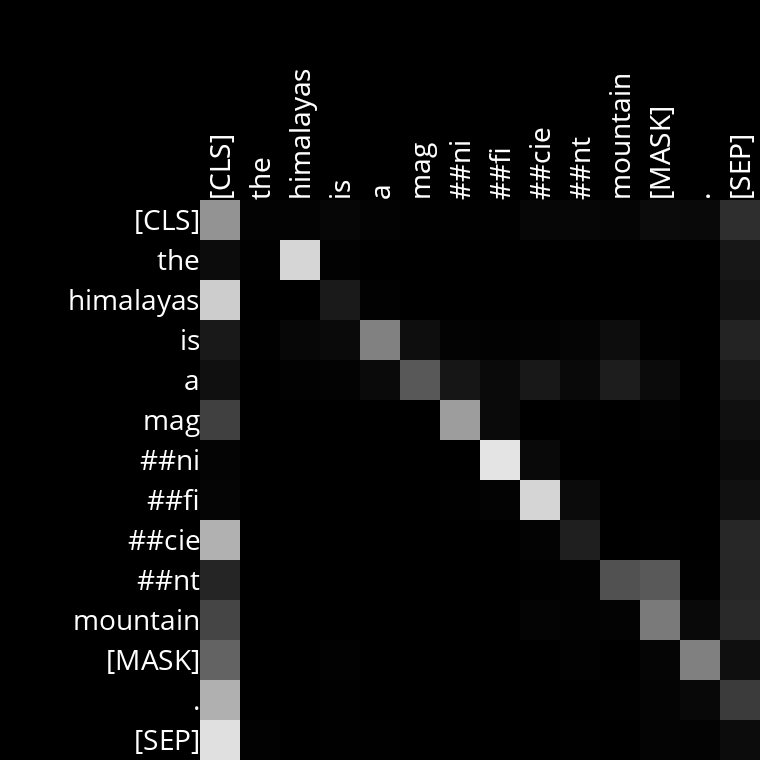 [CLS]
the
himalayas
is
a
mag
##ni
##fi
##cie
##nt
mountain
[MASK]
.
[SEP]
[CLS]
the
himalayas
is
a
mag
##ni
##fi
##cie
##nt
mountain
[MASK]
.
[SEP]